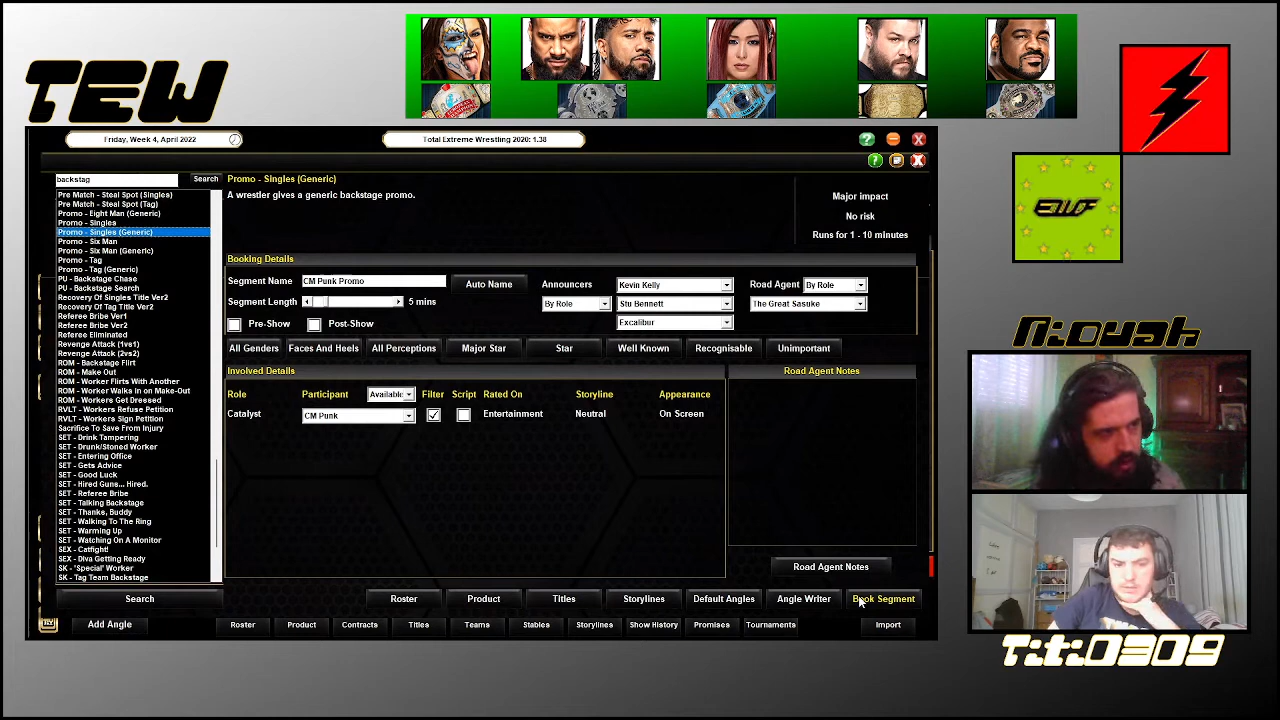 TEW
Friday, Week 4, April 2022
Total Extreme Wrestling 2020: 1.38
backstag
Search
Pre Match - Steal Spot (Singles)
Pre Match - Steal Spot (Tag)
Promo - Eight Man (Generic)
Promo - Singles
Promo - Singles (Generic)
Promo - Six Man
Promo - Six Man (Generic)
Promo - Tag
Promo - Tag (Generic)
PU - Backstage Chase
PU - Backstage Search
Recovery Of Singles Title Ver2
Recovery Of Tag Title Ver2
Referee Bribe Ver1
Referee Bribe Ver2
Referee Eliminated
Revenge Attack (1vs1)
Revenge Attack (2vs2)
ROM - Backstage Flirt
ROM - Make Out
ROM - Worker Flirts With Another
ROM - Worker Walks in on Make-Out
ROM - Workers Get Dressed
RVLT - Workers Refuse Petition
RVLT - Workers Sign Petition
Sacrifice To Save From Injury
SET - Drink Tampering
SET - Drunk/Stoned Worker
SET - Entering Office
SET - Gets Advice
SET - Good Luck
SET - Hired Guns... Hired.
SET - Referee Bribe
SET - Talking Backstage
SET - Thanks, Buddy
SET - Walking To The Ring
SET - Warming Up
SET - Watching On A Monitor
SEX - Catfight!
SEX - Diva Getting Ready
SK - 'Special' Worker
SK - Tag Team Backstage
Search
Promo - Singles (Generic)
A wrestler gives a generic backstage promo.
Major impact
No risk
Runs for 1 - 10 minutes
Booking Details
Segment Name CM Punk Promo Auto Name Announcers Kevin Kelly Road Agent By Role
Segment Length 5 mins By Role Stu Bennett The Great Sasuke
Pre-Show Post-Show Excalibur
All Genders Faces And Heels All Perceptions Major Star Star Well Known Recognisable Unimportant
Involved Details
Road Agent Notes
Role Participant Available Filter Script Rated On Storyline Appearance
Catalyst CM Punk Entertainment Neutral On Screen
Road Agent Notes
Roster Product Titles Storylines Default Angles Angle Writer Book Segment
Add Angle Roster Product Contracts Titles Teams Stables Storylines Show History Promises Tournaments Import
EWF
T:t:0309